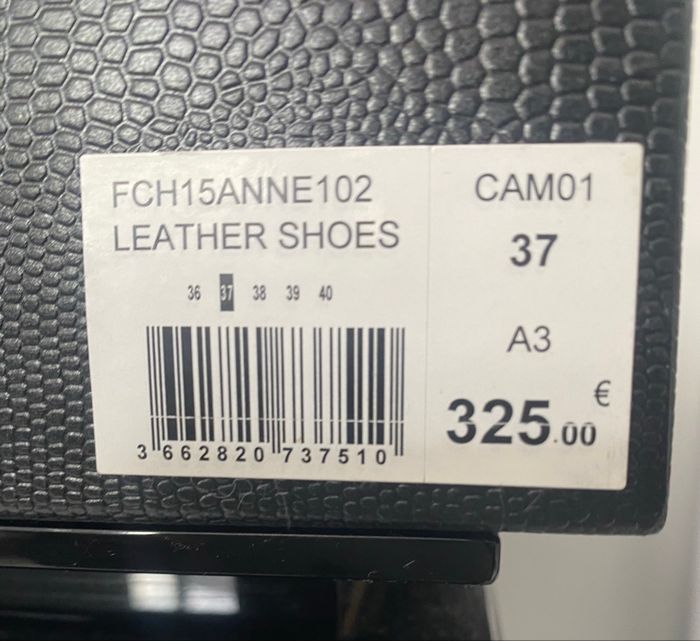 FCH15ANNE102
LEATHER SHOES
36 37 38 39 40
3 662820 737510
CAM01
37
A3
325.00 €